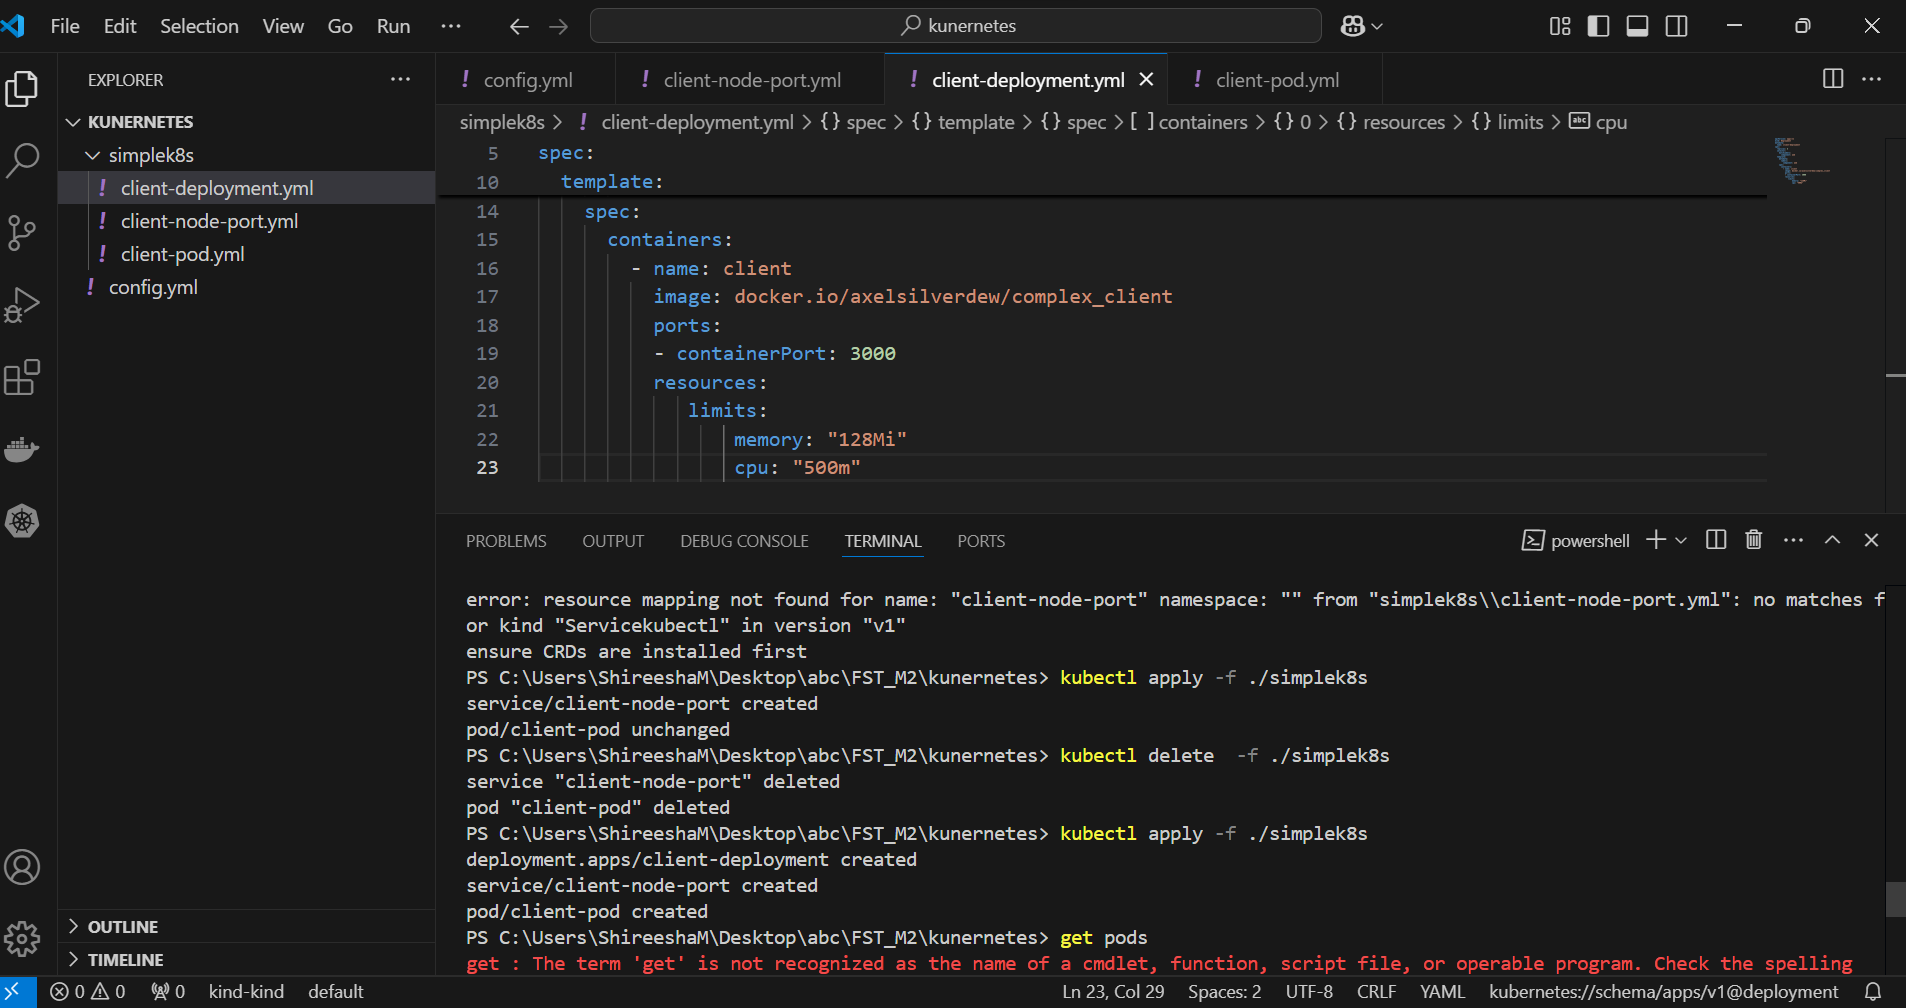 File Edit Selection View Go Run ··· kunernetes
EXPLORER
KUNERNETES
simplek8s
! client-deployment.yml
! client-node-port.yml
! client-pod.yml
! config.yml
OUTLINE
TIMELINE
! config.yml ! client-node-port.yml ! client-deployment.yml ! client-pod.yml
simplek8s > ! client-deployment.yml > {} spec > {} template > {} spec > [ ] containers > {} 0 > {} resources > {} limits > abc cpu
5 spec:
10 template:
14 spec:
15 containers:
16 - name: client
17 image: docker.io/axelsilverdew/complex_client
18 ports:
19 - containerPort: 3000
20 resources:
21 limits:
22 memory: "128Mi"
23 cpu: "500m"
PROBLEMS OUTPUT DEBUG CONSOLE TERMINAL PORTS powershell
error: resource mapping not found for name: "client-node-port" namespace: "" from "simplek8s\\client-node-port.yml": no matches f
or kind "Servicekubectl" in version "v1"
ensure CRDs are installed first
PS C:\Users\ShireeshaM\Desktop\abc\FST_M2\kunernetes> kubectl apply -f ./simplek8s
service/client-node-port created
pod/client-pod unchanged
PS C:\Users\ShireeshaM\Desktop\abc\FST_M2\kunernetes> kubectl delete  -f ./simplek8s
service "client-node-port" deleted
pod "client-pod" deleted
PS C:\Users\ShireeshaM\Desktop\abc\FST_M2\kunernetes> kubectl apply -f ./simplek8s
deployment.apps/client-deployment created
service/client-node-port created
pod/client-pod created
PS C:\Users\ShireeshaM\Desktop\abc\FST_M2\kunernetes> get pods
get : The term 'get' is not recognized as the name of a cmdlet, function, script file, or operable program. Check the spelling
0 0 0 kind-kind default Ln 23, Col 29 Spaces: 2 UTF-8 CRLF YAML kubernetes://schema/apps/v1@deployment